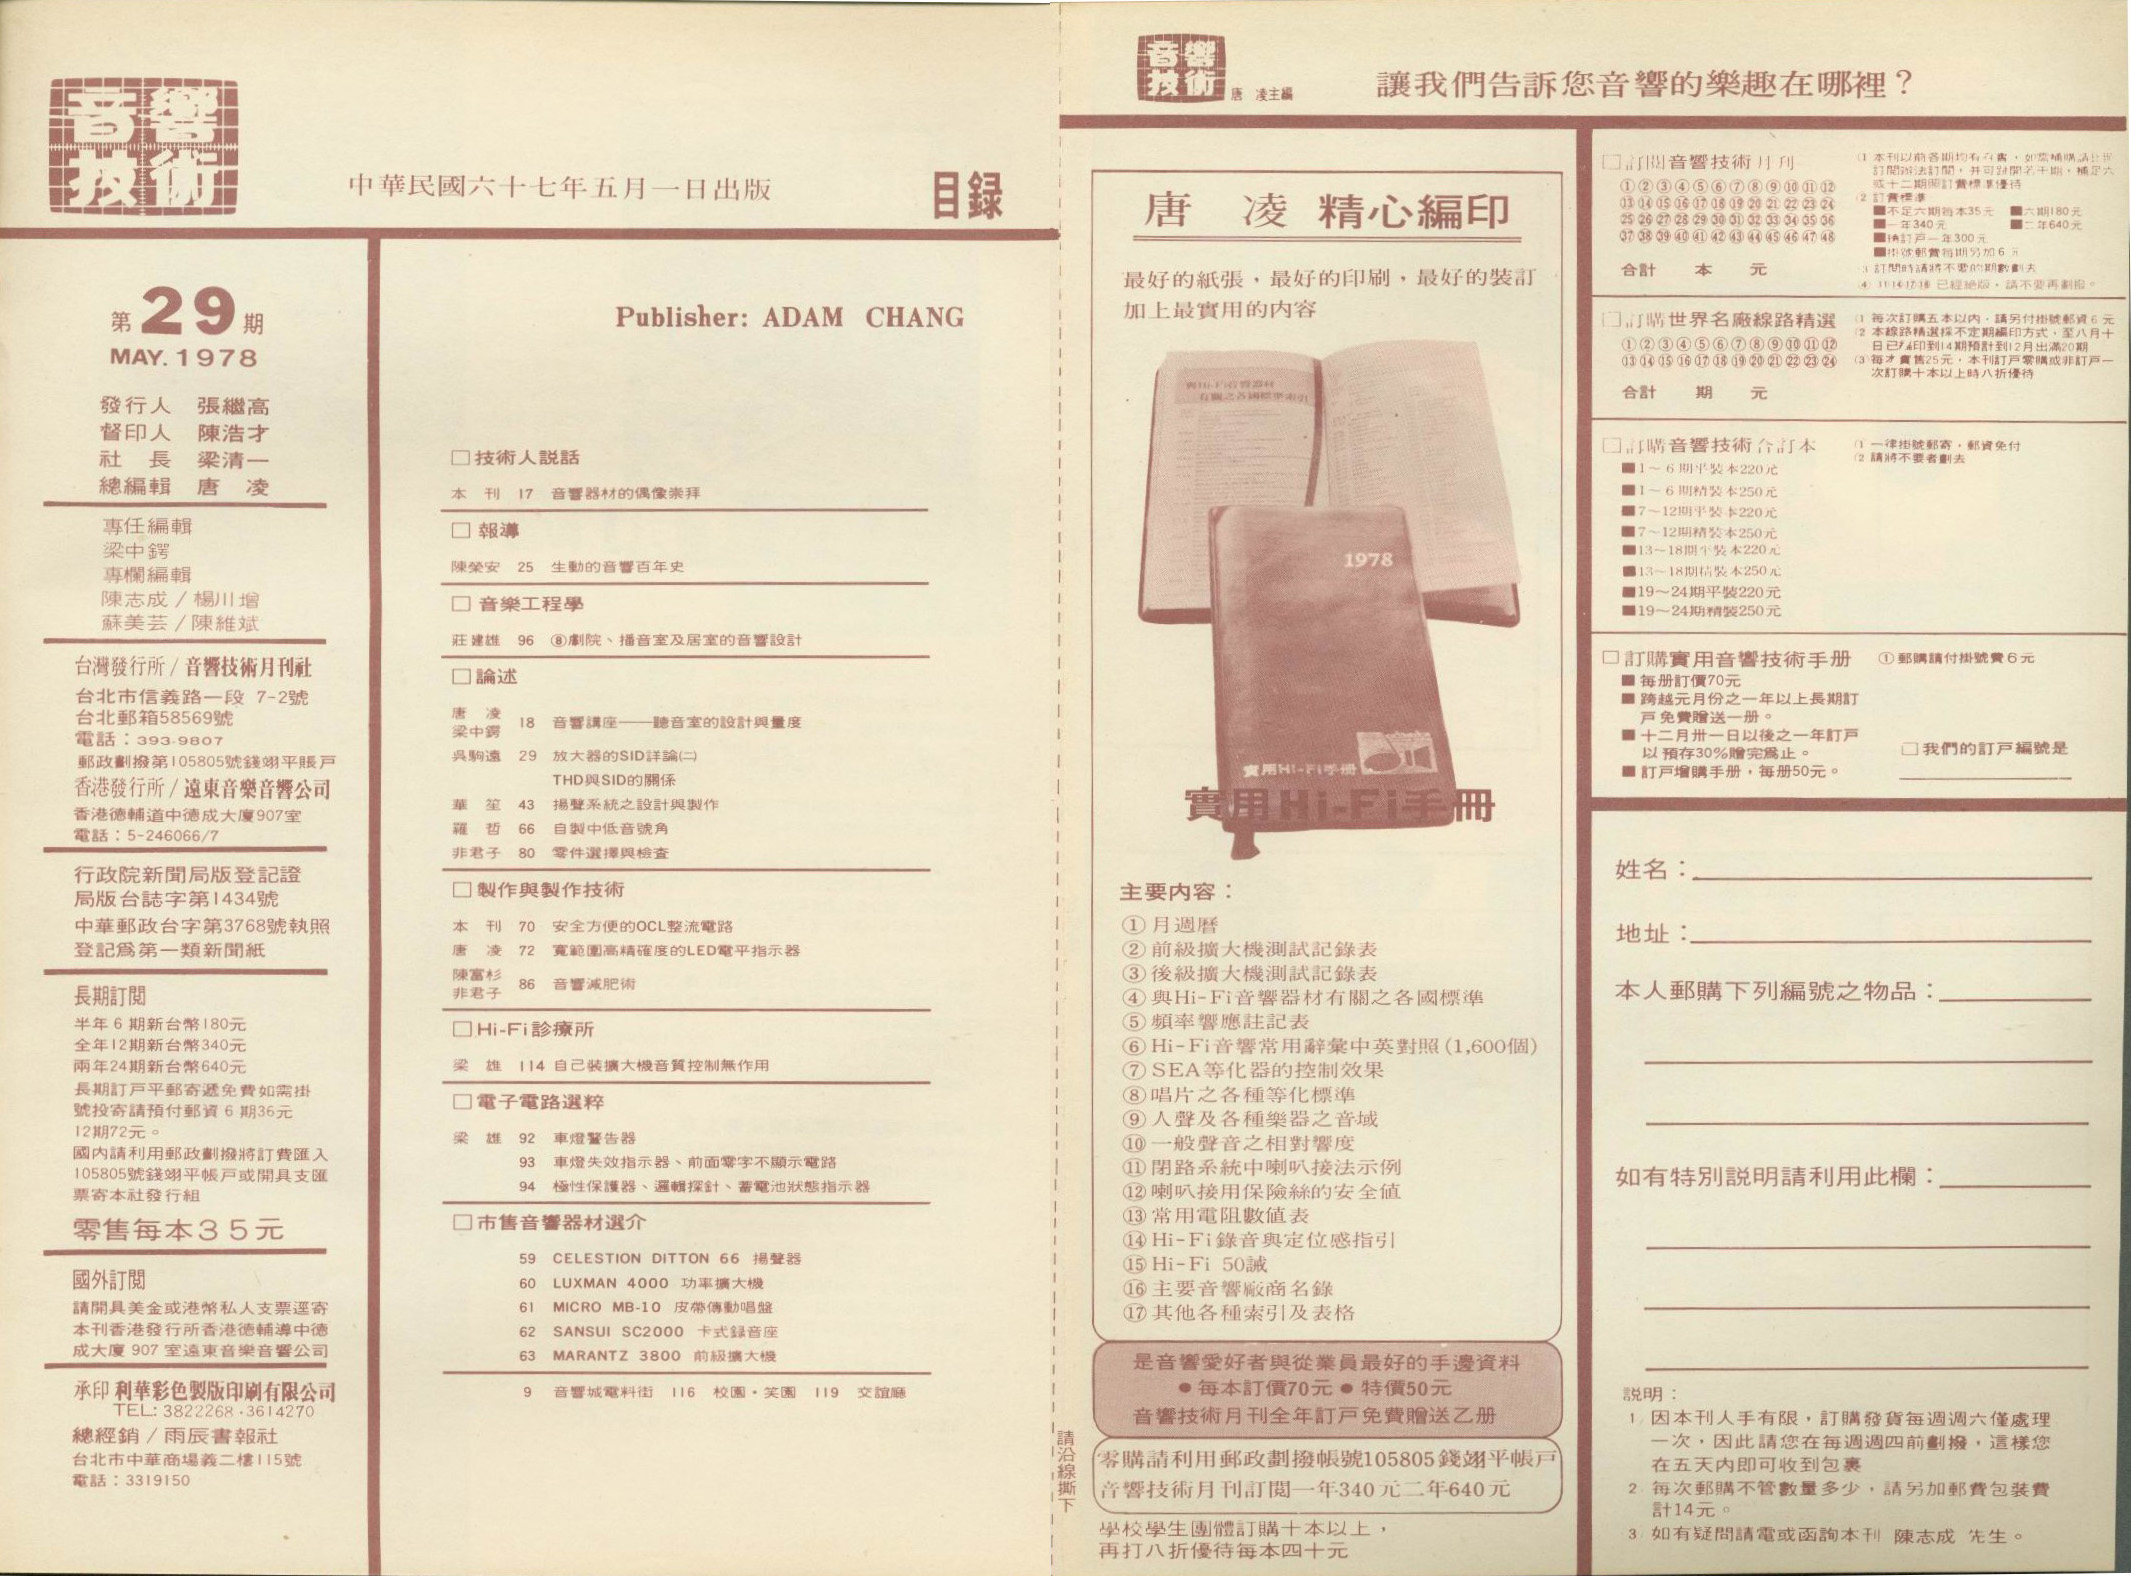 音響
技術
中華民國六十七年五月一日出版
目録
第29期
MAY. 1978
發行人 張繼高
督印人 陳浩才
社 長 梁清一
總編輯 唐 凌
專任編輯
梁中鍔
專欄編輯
陳志成/楊川增
蘇美芸/陳維斌
台灣發行所/音響技術月刊社
台北市信義路一段 7-2號
台北郵箱58569號
電話:393-9807
郵政劃撥第105805號錢翊平賬戶
香港發行所/遠東音樂音響公司
香港德輔道中德成大廈907室
電話:5-246066/7
行政院新聞局版登記證
局版台誌字第1434號
中華郵政台字第3768號執照
登記為第一類新聞紙
長期訂閱
半年6期新台幣180元
全年12期新台幣340元
兩年24期新台幣640元
長期訂戶平郵寄遞免費如需掛
號投寄請預付郵資6期36元
12期72元。
國內請利用郵政劃撥將訂費匯入
105805號錢翊平帳戶或開具支匯
票寄本社發行組
零售每本35元
國外訂閱
請開具美金或港幣私人支票逕寄
本刊香港發行所香港德輔導中德
成大廈907室遠東音樂音響公司
承印 利華彩色製版印刷有限公司
TEL: 3822268·3614270
總經銷/雨辰書報社
台北市中華商場義二樓115號
電話:3319150
Publisher: ADAM CHANG
□技術人説話
本 刊 17 音響器材的偶像崇拜
□報導
陳榮安 25 生動的音響百年史
□音樂工程學
莊建雄 96 ⑧劇院、播音室及居室的音響設計
□論述
唐 凌
梁中鍔 18 音響講座——聽音室的設計與量度
吳駒遠 29 放大器的SID詳論㈡
THD與SID的關係
華 笙 43 揚聲系統之設計與製作
羅 哲 66 自製中低音號角
非君子 80 零件選擇與檢查
□製作與製作技術
本 刊 70 安全方便的OCL整流電路
唐 凌 72 寬範圍高精確度的LED電平指示器
陳富杉
非君子 86 音響減肥術
□Hi-Fi診療所
梁 雄 114 自己裝擴大機音質控制無作用
□電子電路選粹
梁 雄 92 車燈警告器
93 車燈失效指示器、前面零字不顯示電路
94 極性保護器、邏輯探針、蓄電池狀態指示器
□市售音響器材選介
59 CELESTION DITTON 66 揚聲器
60 LUXMAN 4000 功率擴大機
61 MICRO MB-10 皮帶傳動唱盤
62 SANSUI SC2000 卡式録音座
63 MARANTZ 3800 前級擴大機
9 音響城電料街 116 校園·笑園 119 交誼廳
音響
技術
唐 凌主編
讓我們告訴您音響的樂趣在哪裡?
唐 凌 精心編印
最好的紙張,最好的印刷,最好的裝訂
加上最實用的內容
1978
實用Hi-Fi手冊
實用Hi-Fi手冊
主要內容:
①月週曆
②前級擴大機測試記錄表
③後級擴大機測試記錄表
④與Hi-Fi音響器材有關之各國標準
⑤頻率響應註記表
⑥Hi-Fi音響常用辭彙中英對照(1,600個)
⑦SEA等化器的控制效果
⑧唱片之各種等化標準
⑨人聲及各種樂器之音域
⑩一般聲音之相對響度
⑪閉路系統中喇叭接法示例
⑫喇叭接用保險絲的安全值
⑬常用電阻數值表
⑭Hi-Fi錄音與定位感指引
⑮Hi-Fi 50誡
⑯主要音響廠商名錄
⑰其他各種索引及表格
是音響愛好者與從業員最好的手邊資料
●每本訂價70元●特價50元
音響技術月刊全年訂戶免費贈送乙册
零購請利用郵政劃撥帳號105805錢翊平帳戶
音響技術月刊訂閱一年340元二年640元
學校學生團體訂購十本以上,
再打八折優待每本四十元
請沿線撕下
□訂閱音響技術月刊
①②③④⑤⑥⑦⑧⑨⑩⑪⑫
⑬⑭⑮⑯⑰⑱⑲⑳㉑㉒㉓㉔
㉕㉖㉗㉘㉙㉚㉛㉜㉝㉞㉟㊱
㊲㊳㊴㊵㊶㊷㊸㊹㊺㊻㊼㊽
合計 本 元
(1 本刊以前各期均有存書,如需補購請比照
訂閱辦法訂閱,并可跳開若干期,補足六
或十二期照訂費標準優待
(2 訂費標準
■不足六期每本35元 ■六期180元
■一年340元 ■二年640元
■續訂戶一年300元
■掛號郵費每期另加6元
(3 訂閱時請將不要的期數劃去
(4) 已經絶版,請不要再劃撥。
□訂購世界名廠線路精選
①②③④⑤⑥⑦⑧⑨⑩⑪⑫
⑬⑭⑮⑯⑰⑱⑲⑳㉑㉒㉓㉔
合計 期 元
(1 每次訂購五本以內,請另付掛號郵資6元
(2 本線路精選採不定期編印方式,至八月十
日已編印到14期預計到12月出滿20期
(3 每本實售25元,本刊訂戶零購或非訂戶一
次訂購十本以上時八折優待
□訂購音響技術合訂本
■1～6期平裝本220元
■1～6期精裝本250元
■7～12期平裝本220元
■7～12期精裝本250元
■13～18期平裝本220元
■13～18期精裝本250元
■19～24期平裝220元
■19～24期精裝250元
(1 一律掛號郵寄,郵資免付
(2 請將不要者劃去
□訂購實用音響技術手册
■每册訂價70元
■跨越元月份之一年以上長期訂
戶免費贈送一册。
■十二月卅一日以後之一年訂戶
以預存30%贈完為止。
■訂戶增購手册,每册50元。
①郵購請付掛號費6元
□我們的訂戶編號是
姓名:
地址:
本人郵購下列編號之物品:
如有特別説明請利用此欄:
説明:
1 因本刊人手有限,訂購發貨每週週六僅處理
一次,因此請您在每週週四前劃撥,這樣您
在五天內即可收到包裹
2 每次郵購不管數量多少,請另加郵費包裝費
計14元。
3 如有疑問請電或函詢本刊 陳志成 先生。